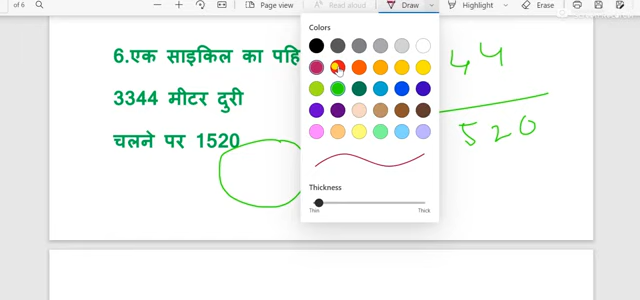 of 6
Page view
Read aloud
Draw
Highlight
Erase
Colors
6.एक साइकिल का पहि
44
3344 मीटर दुरी
चलने पर 1520
520
Thickness
Thin
Thick